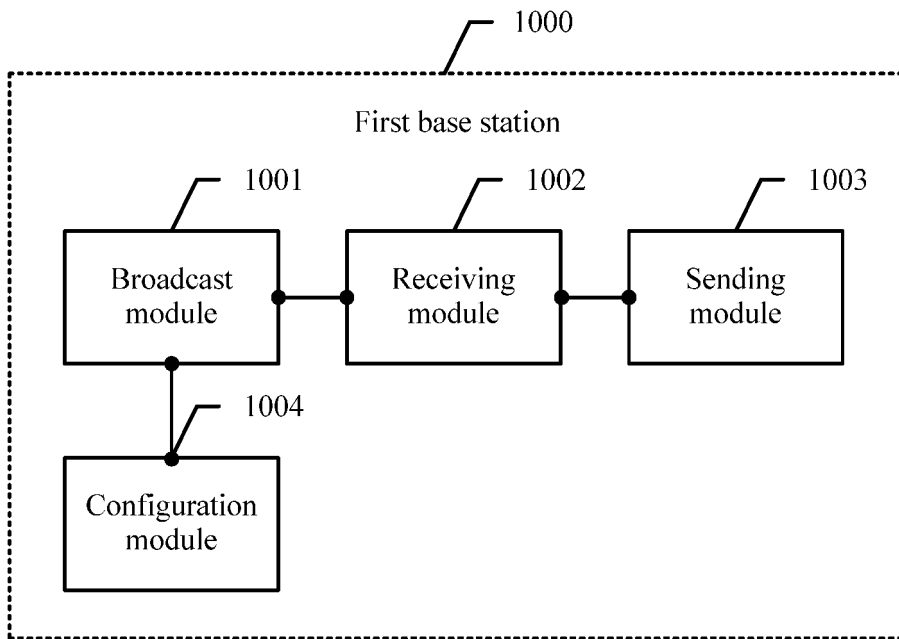 1000
First base station
1001
1002
1003
Broadcast
module
Receiving
module
Sending
module
1004
Configuration
module